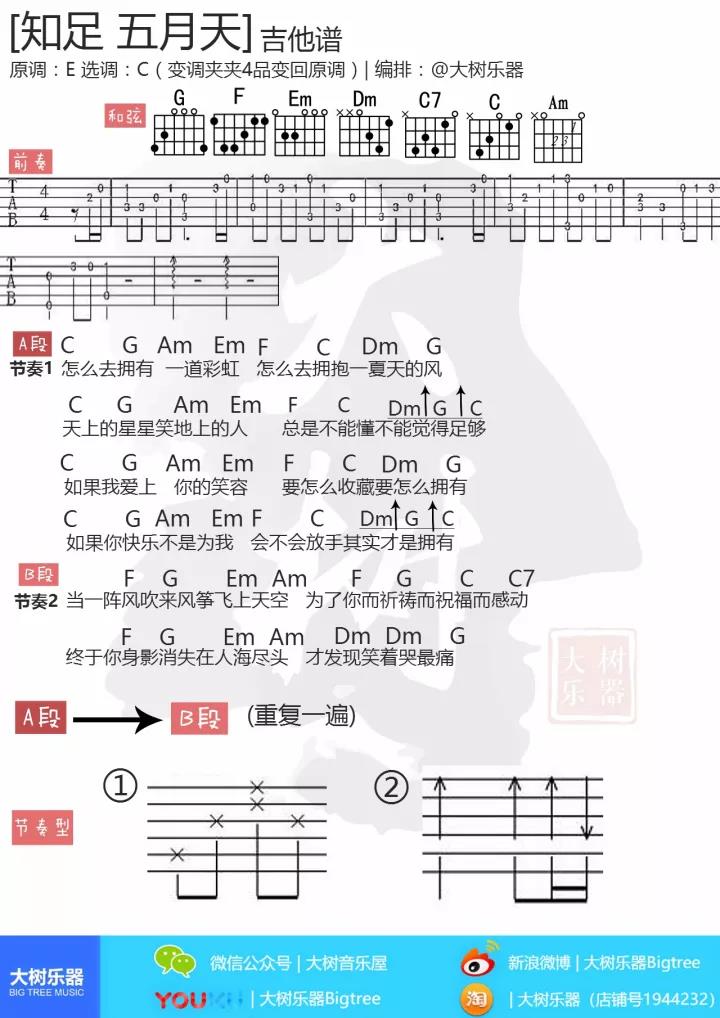 [知足 五月天] 吉他谱
原调：E 选调：C（变调夹夹4品变回原调）| 编排：@大树乐器
和弦 G F Em Dm C7 C Am
前奏
A段 C G Am Em F C Dm G
节奏1 怎么去拥有 一道彩虹 怎么去拥抱一夏天的风
C G Am Em F C Dm G C
天上的星星笑地上的人 总是不能懂不能觉得足够
C G Am Em F C Dm G
如果我爱上 你的笑容 要怎么收藏要怎么拥有
C G Am Em F C Dm G C
如果你快乐不是为我 会不会放手其实才是拥有
B段 F G Em Am F G C C7
节奏2 当一阵风吹来风筝飞上天空 为了你而祈祷而祝福而感动
F G Em Am Dm Dm G
终于你身影消失在人海尽头 才发现笑着哭最痛
大树
乐器
A段 B段 (重复一遍)
① ②
节奏型
大树乐器
BIG TREE MUSIC
微信公众号 | 大树音乐屋
新浪微博 | 大树乐器Bigtree
YOUKU | 大树乐器Bigtree
淘 | 大树乐器（店铺号1944232）